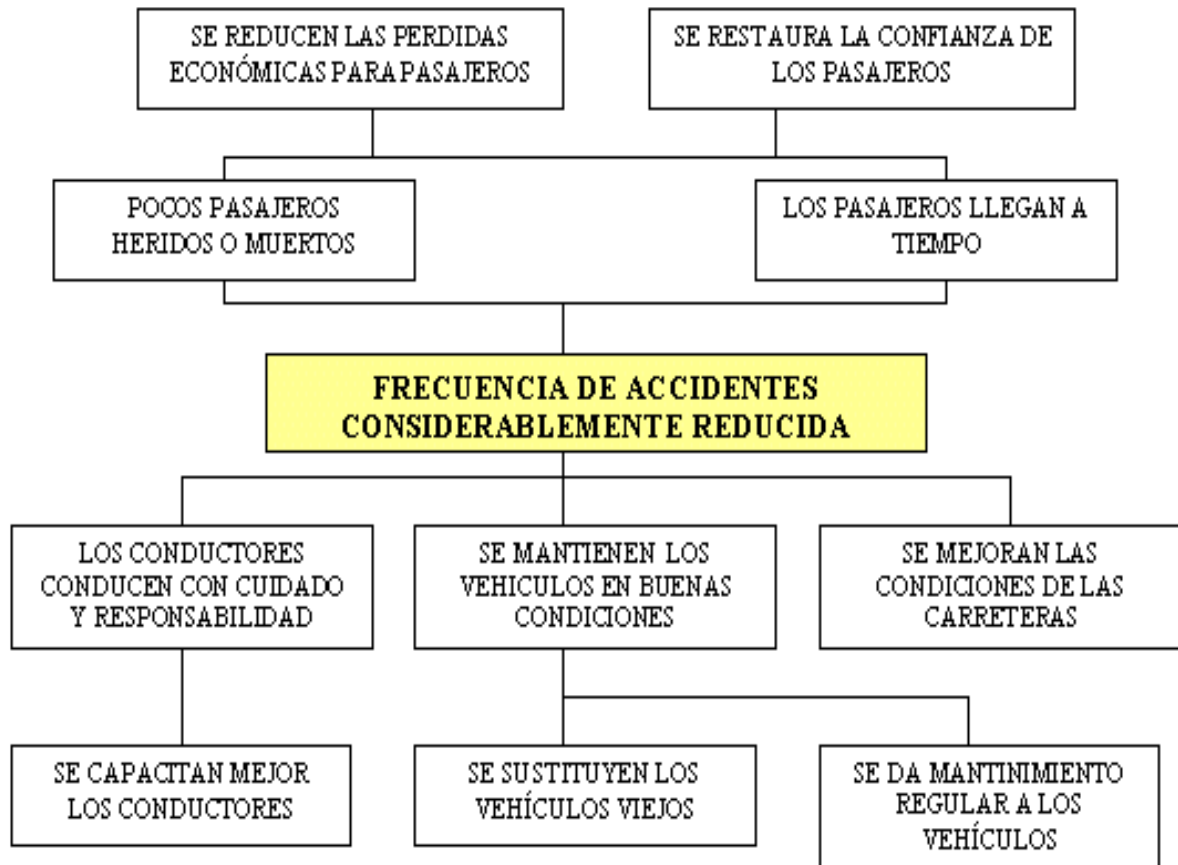 SE REDUCEN LAS PERDIDAS
ECONÓMICAS PARA PASAJEROS
SE RESTAURA LA CONFIANZA DE
LOS PASAJEROS
POCOS PASAJEROS
HERIDOS O MUERTOS
LOS PASAJEROS LLEGAN A
TIEMPO
FRECUENCIA DE ACCIDENTES
CONSIDERABLEMENTE REDUCIDA
LOS CONDUCTORES
CONDUCEN CON CUIDADO
Y RESPONSABILIDAD
SE MANTIENEN LOS
VEHICULOS EN BUENAS
CONDICIONES
SE MEJORAN LAS
CONDICIONES DE LAS
CARRETERAS
SE CAPACITAN MEJOR
LOS CONDUCTORES
SE SUSTITUYEN LOS
VEHÍCULOS VIEJOS
SE DA MANTINIMIENTO
REGULAR A LOS
VEHÍCULOS